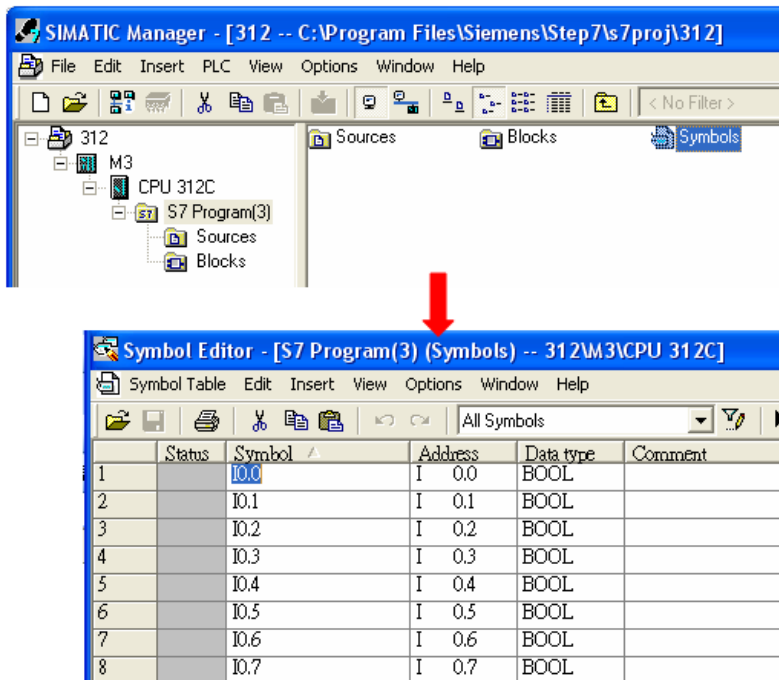 SIMATIC Manager - [312 -- C:\Program Files\Siemens\Step7\s7proj\312]
File Edit Insert PLC View Options Window Help
< No Filter >
312
M3
CPU 312C
S7 Program(3)
Sources
Blocks
Sources Blocks Symbols
Symbol Editor - [S7 Program(3) (Symbols) -- 312\M3\CPU 312C]
Symbol Table Edit Insert View Options Window Help
All Symbols
Status Symbol Address Data type Comment
1 I0.0 I 0.0 BOOL
2 I0.1 I 0.1 BOOL
3 I0.2 I 0.2 BOOL
4 I0.3 I 0.3 BOOL
5 I0.4 I 0.4 BOOL
6 I0.5 I 0.5 BOOL
7 I0.6 I 0.6 BOOL
8 I0.7 I 0.7 BOOL